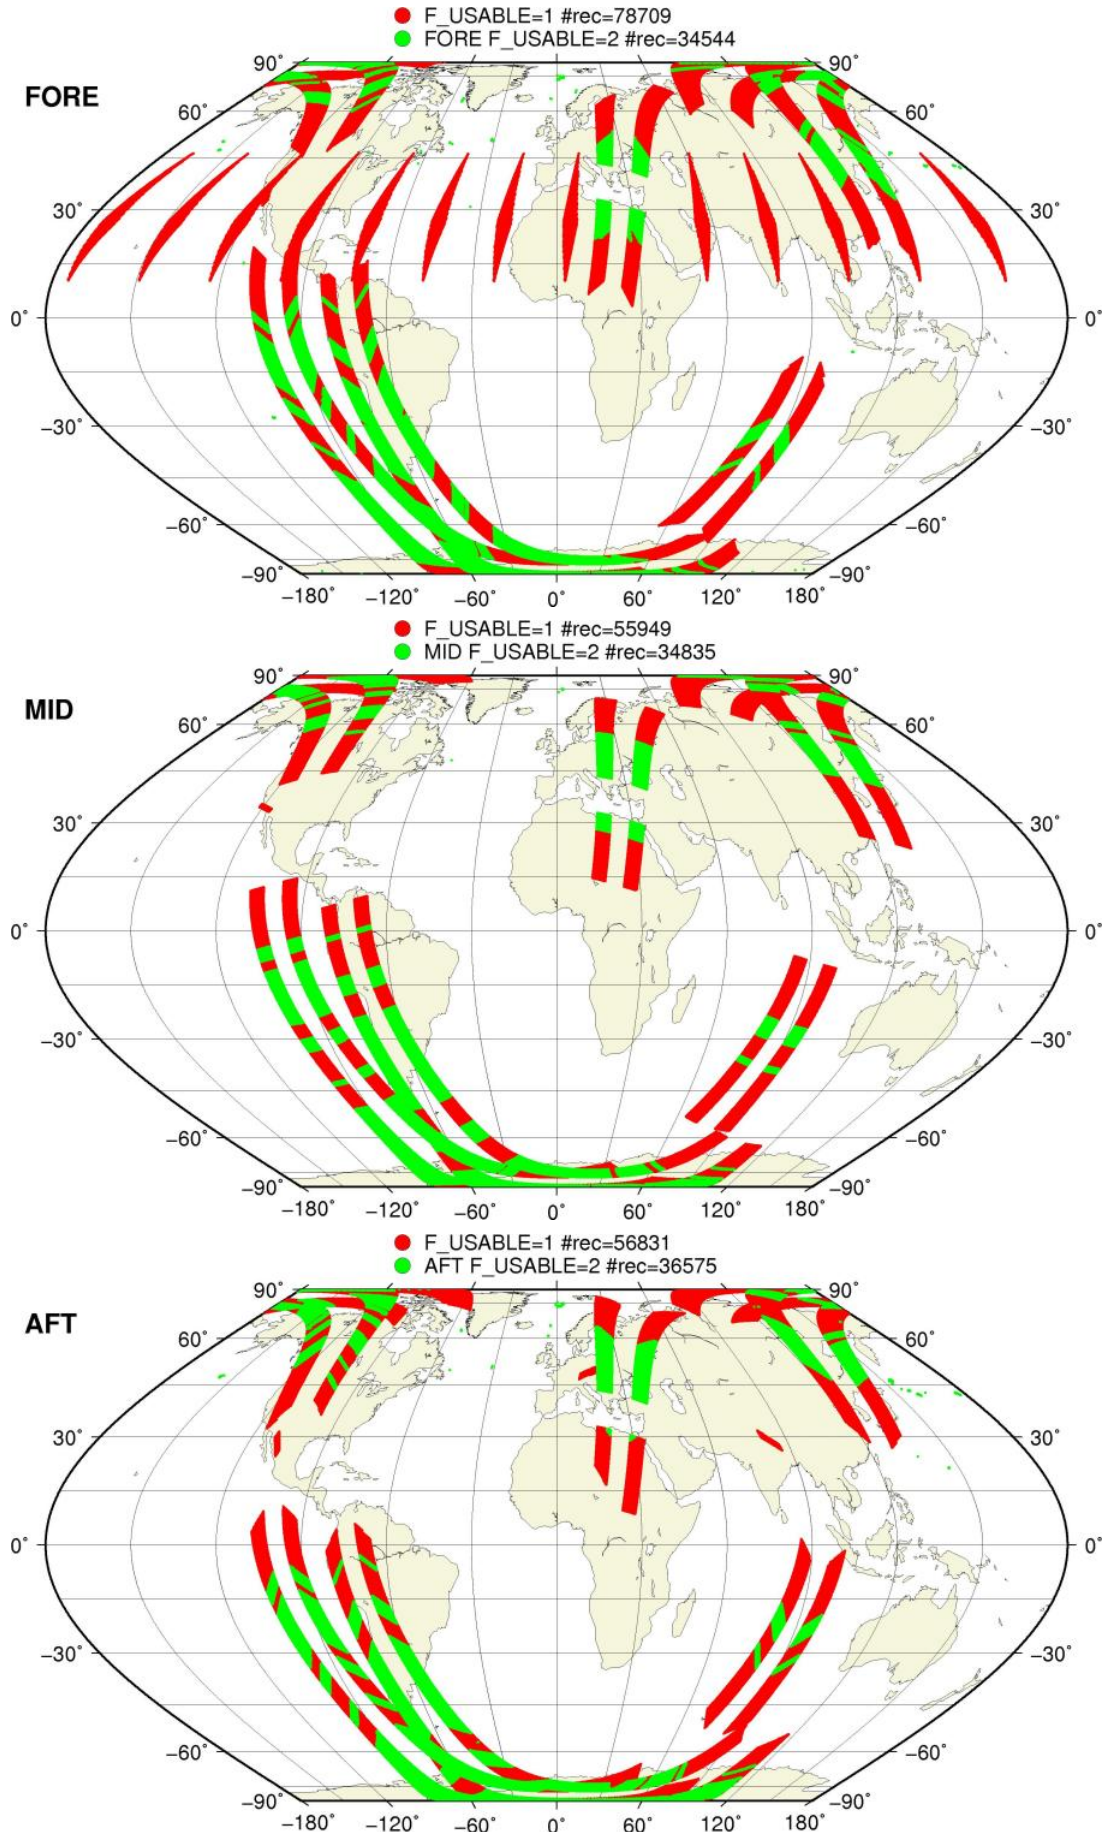 F_USABLE=1 #rec=78709
FORE F_USABLE=2 #rec=34544
FORE
90° 90°
60° 60°
30° 30°
0° 0°
−30° −30°
−60° −60°
−90° −90°
−180° −120° −60° 0° 60° 120° 180°
F_USABLE=1 #rec=55949
MID F_USABLE=2 #rec=34835
MID
90° 90°
60° 60°
30° 30°
0° 0°
−30° −30°
−60° −60°
−90° −90°
−180° −120° −60° 0° 60° 120° 180°
F_USABLE=1 #rec=56831
AFT F_USABLE=2 #rec=36575
AFT
90° 90°
60° 60°
30° 30°
0° 0°
−30° −30°
−60° −60°
−90° −90°
−180° −120° −60° 0° 60° 120° 180°